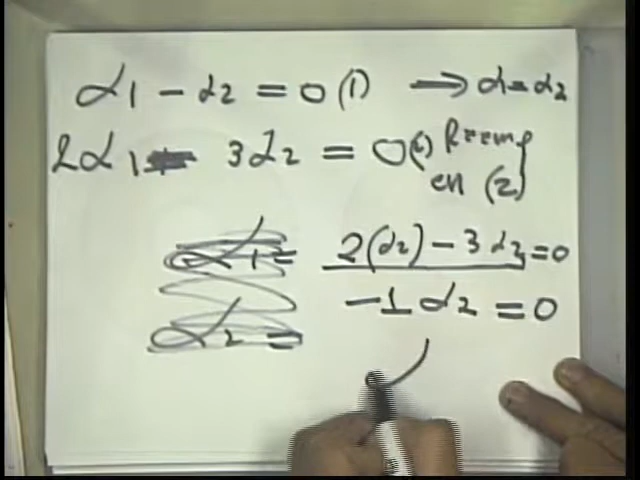 α1 - α2 = 0 (1) → α = α2
2α1 - 3α2 = 0 (2) Reemp
en (2)
α1 = 2(α2) - 3α2 = 0
α2 = -1α2 = 0